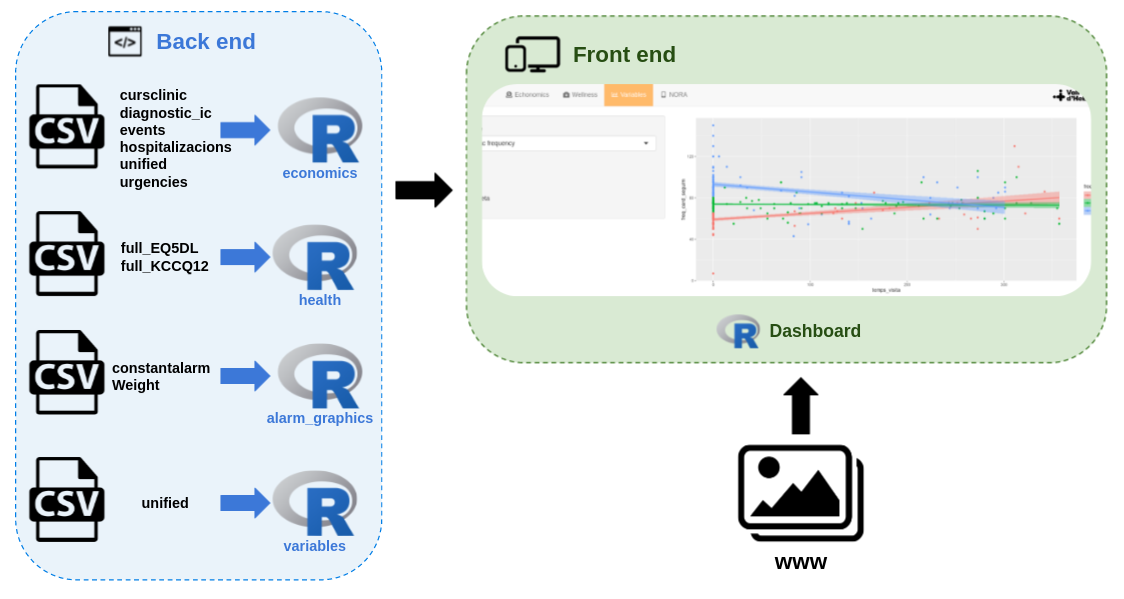 Back end
CSV
cursclinic
diagnostic_ic
events
hospitalizacions
unified
urgencies
R
economics
CSV
full_EQ5DL
full_KCCQ12
R
health
CSV
constantalarm
Weight
R
alarm_graphics
CSV
unified
R
variables
Front end
Echonomics
Wellness
Variables
NORA
c frequency
tempo_visita
R
Dashboard
www